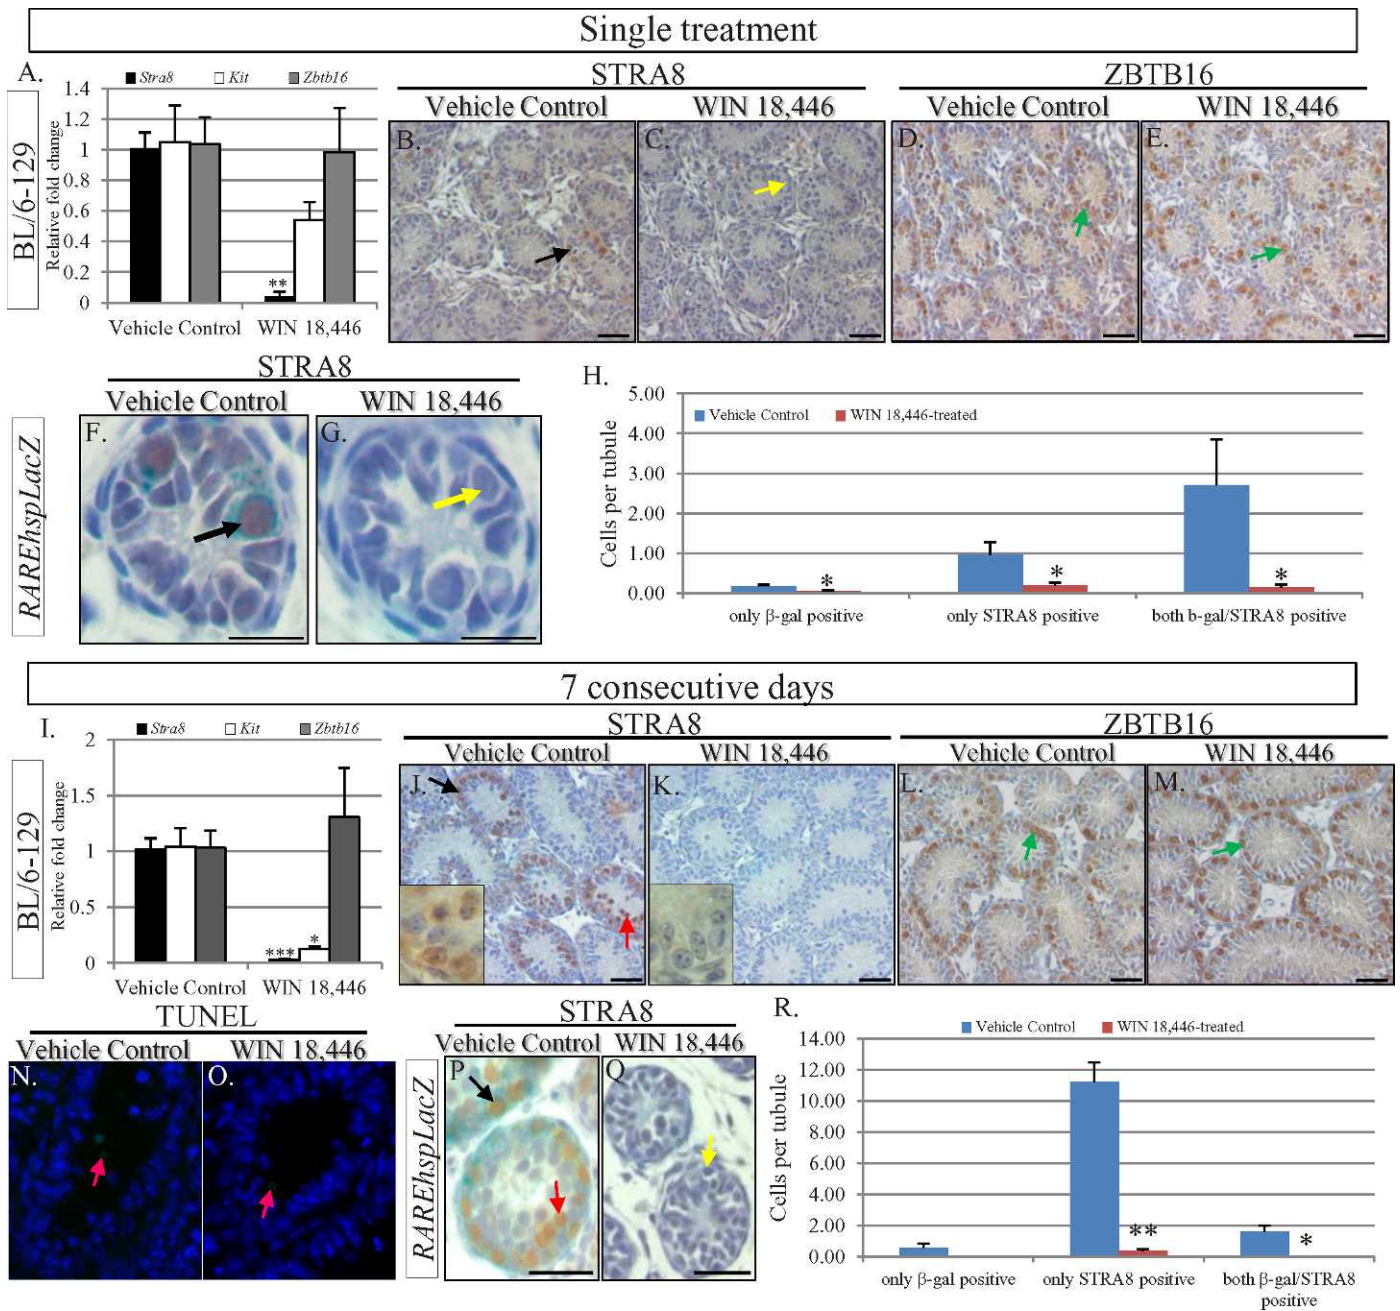 Single treatment
A.
BL/6-129
Relative fold change
Stra8 Kit Zbtb16
1.4
1.2
1
0.8
0.6
0.4
0.2
0
**
Vehicle Control WIN 18,446
STRA8
Vehicle Control WIN 18,446
B. C.
ZBTB16
Vehicle Control WIN 18,446
D. E.
RAREhspLacZ
STRA8
Vehicle Control WIN 18,446
F. G.
H.
Cells per tubule
Vehicle Control WIN 18,446-treated
5.00
4.00
3.00
2.00
1.00
0.00
* * *
only β-gal positive only STRA8 positive both b-gal/STRA8 positive
7 consecutive days
I.
BL/6-129
Relative fold change
Stra8 Kit Zbtb16
2
1.5
1
0.5
0
*** *
Vehicle Control WIN 18,446
STRA8
Vehicle Control WIN 18,446
J. K.
ZBTB16
Vehicle Control WIN 18,446
L. M.
TUNEL
Vehicle Control WIN 18,446
N. O.
RAREhspLacZ
STRA8
Vehicle Control WIN 18,446
P Q
R.
Cells per tubule
Vehicle Control WIN 18,446-treated
14.00
12.00
10.00
8.00
6.00
4.00
2.00
0.00
** *
only β-gal positive only STRA8 positive both β-gal/STRA8
positive